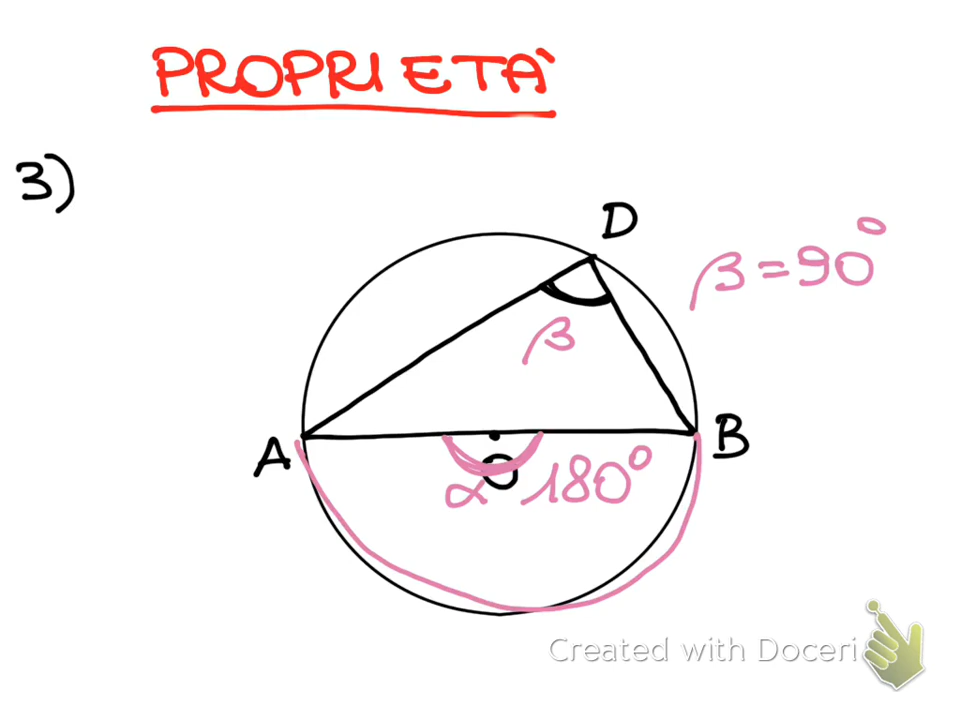 PROPRIETÀ
3)
D
β = 90°
β
A
B
O
α 180°
Created with Doceri